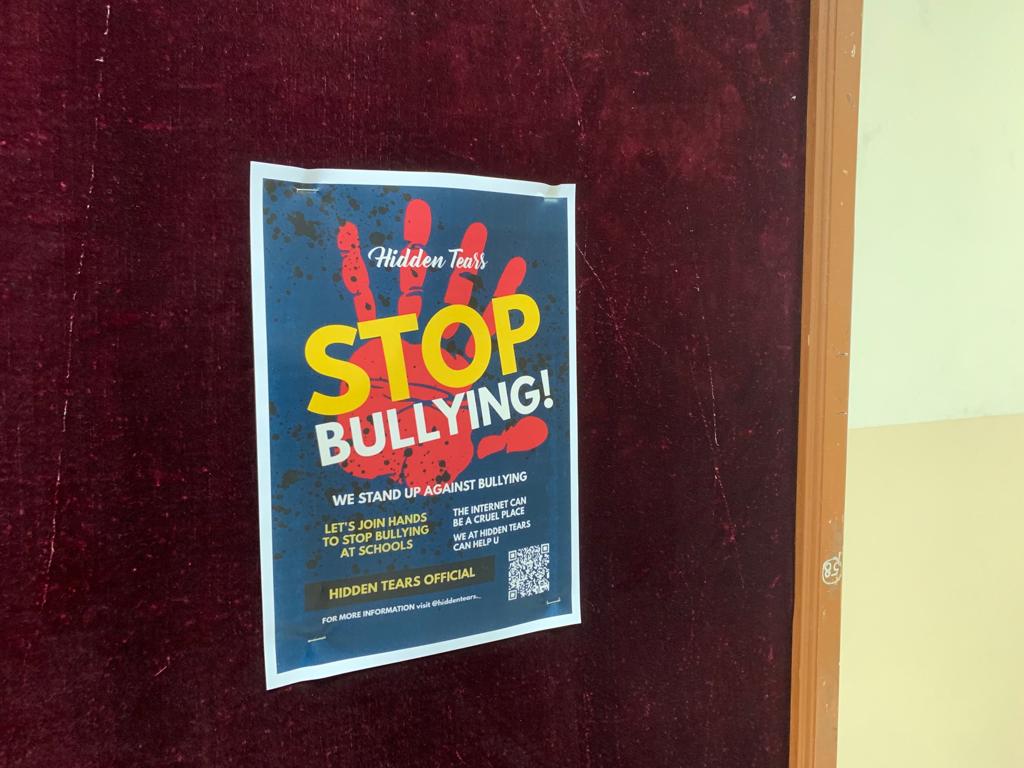 Hidden Tears
STOP
BULLYING!
WE STAND UP AGAINST BULLYING
LET'S JOIN HANDS
TO STOP BULLYING
AT SCHOOLS
THE INTERNET CAN
BE A CRUEL PLACE
WE AT HIDDEN TEARS
CAN HELP U
HIDDEN TEARS OFFICIAL
FOR MORE INFORMATION visit @hiddentears._
58